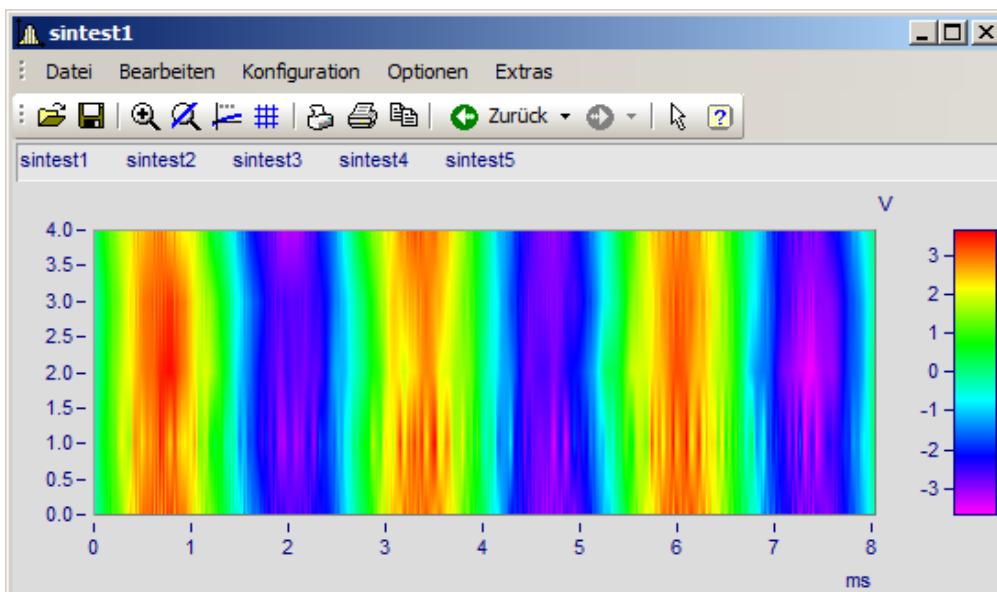 sintest1
Datei Bearbeiten Konfiguration Optionen Extras
Zurück
sintest1 sintest2 sintest3 sintest4 sintest5
V
4.0
3.5
3.0
2.5
2.0
1.5
1.0
0.5
0.0
0 1 2 3 4 5 6 7 8
ms
3
2
1
0
-1
-2
-3